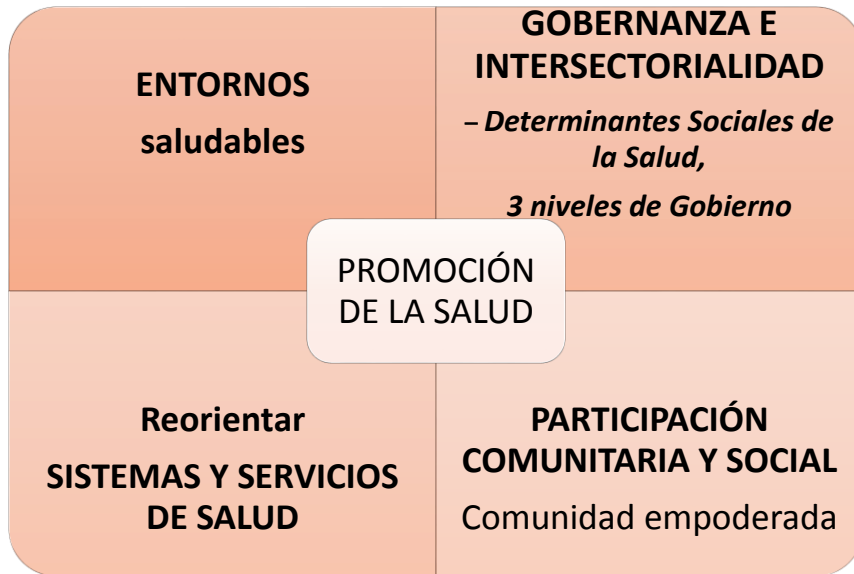 ENTORNOS
saludables
GOBERNANZA E
INTERSECTORIALIDAD
– Determinantes Sociales de
la Salud,
3 niveles de Gobierno
PROMOCIÓN
DE LA SALUD
Reorientar
SISTEMAS Y SERVICIOS
DE SALUD
PARTICIPACIÓN
COMUNITARIA Y SOCIAL
Comunidad empoderada